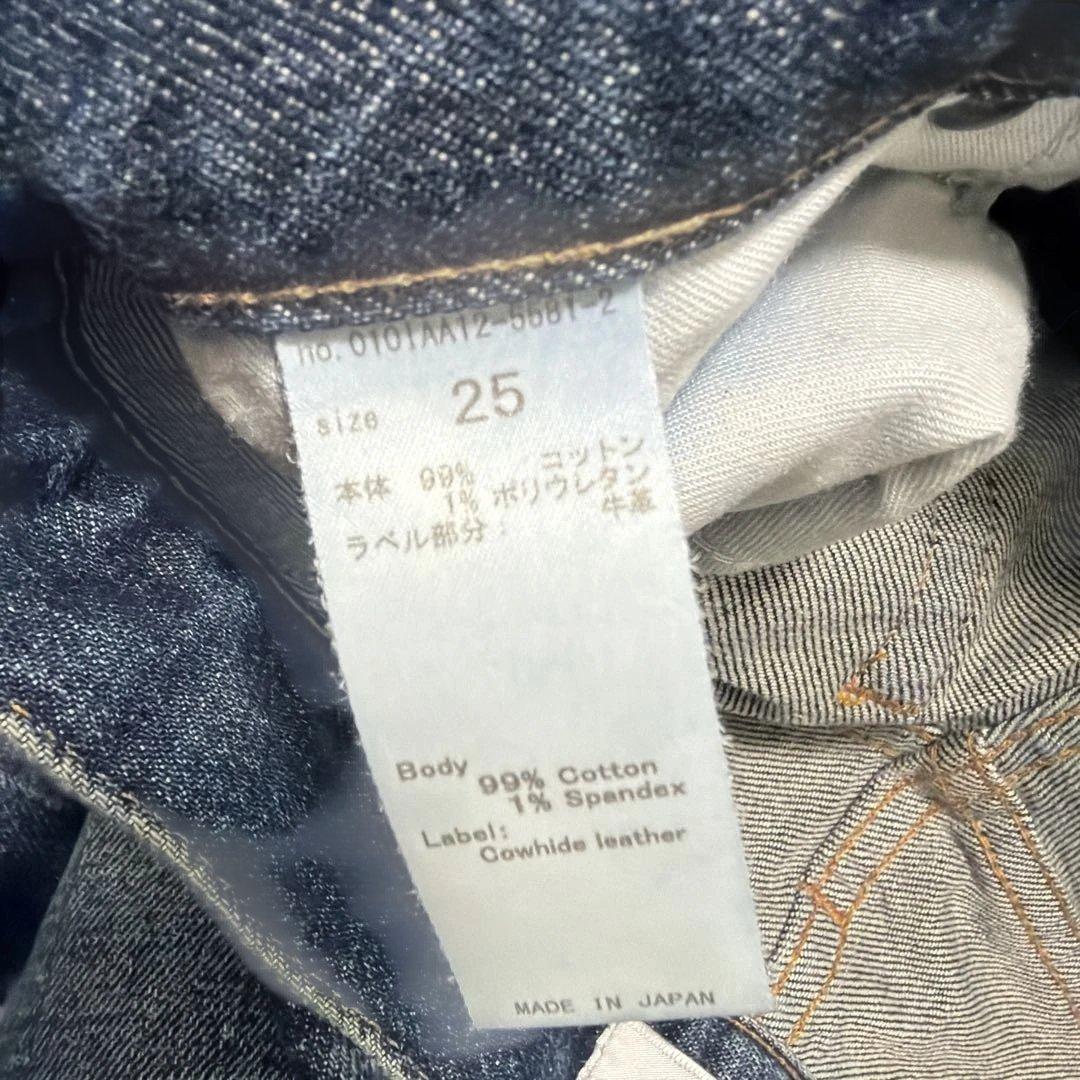 no.0101AA12-5681-2
size 25
本体 99% コットン
1% ポリウレタン
ラベル部分: 牛革
Body 99% Cotton
1% Spandex
Label:
Cowhide leather
MADE IN JAPAN